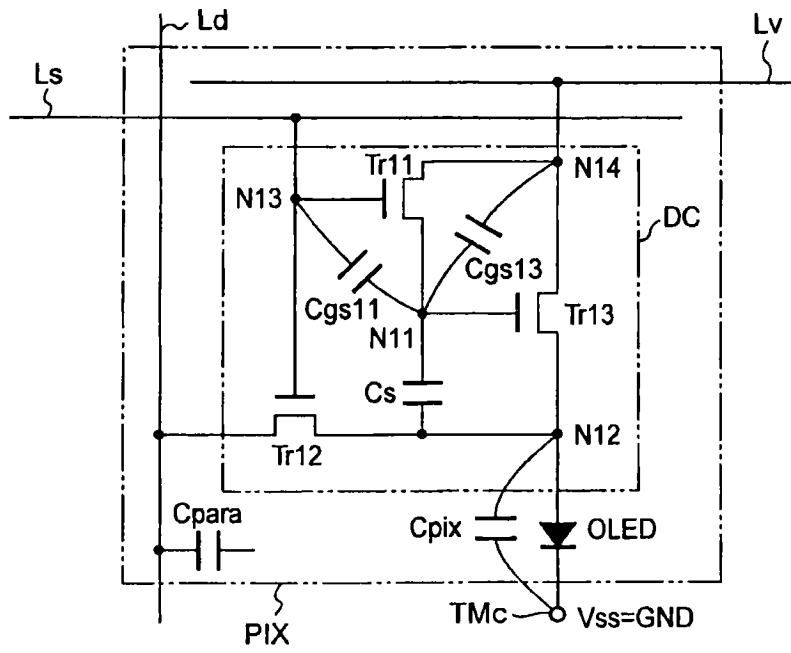 Ld
Lv
Ls
Tr11
N14
N13
DC
Cgs13
Cgs11
N11
Tr13
Cs
N12
Tr12
Cpara
Cpix
OLED
TMc
Vss=GND
PIX